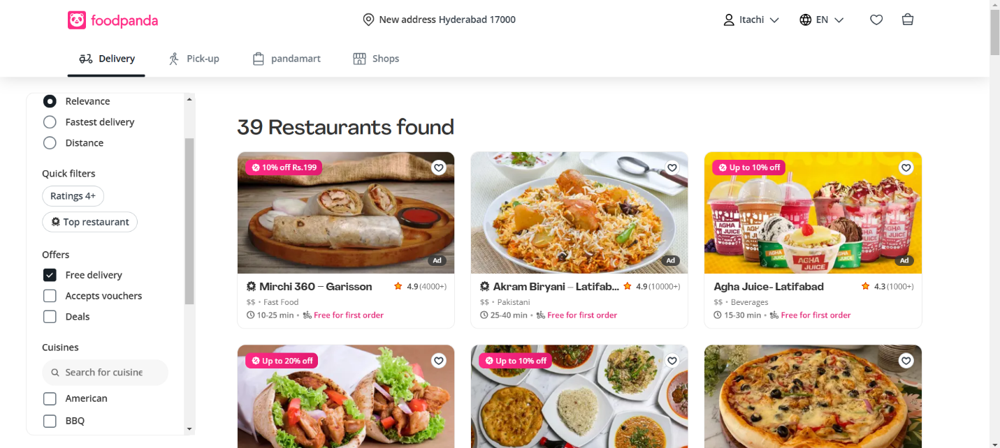 foodpanda
New address Hyderabad 17000
Itachi
EN
Delivery
Pick-up
pandamart
Shops
Relevance
Fastest delivery
Distance
Quick filters
Ratings 4+
Top restaurant
Offers
Free delivery
Accepts vouchers
Deals
Cuisines
Search for cuisine
American
BBQ
39 Restaurants found
10% off Rs.199
Ad
Mirchi 360 – Garisson
4.9 (4000+)
$$ • Fast Food
10-25 min • Free for first order
Ad
Akram Biryani – Latifab...
4.9 (10000+)
$$ • Pakistani
25-40 min • Free for first order
Up to 10% off
AGHA JUICE
AGHA JUICE
AGHA
JUICE
Ad
Agha Juice- Latifabad
4.3 (1000+)
$$ • Beverages
15-30 min • Free for first order
Up to 20% off
Up to 10% off